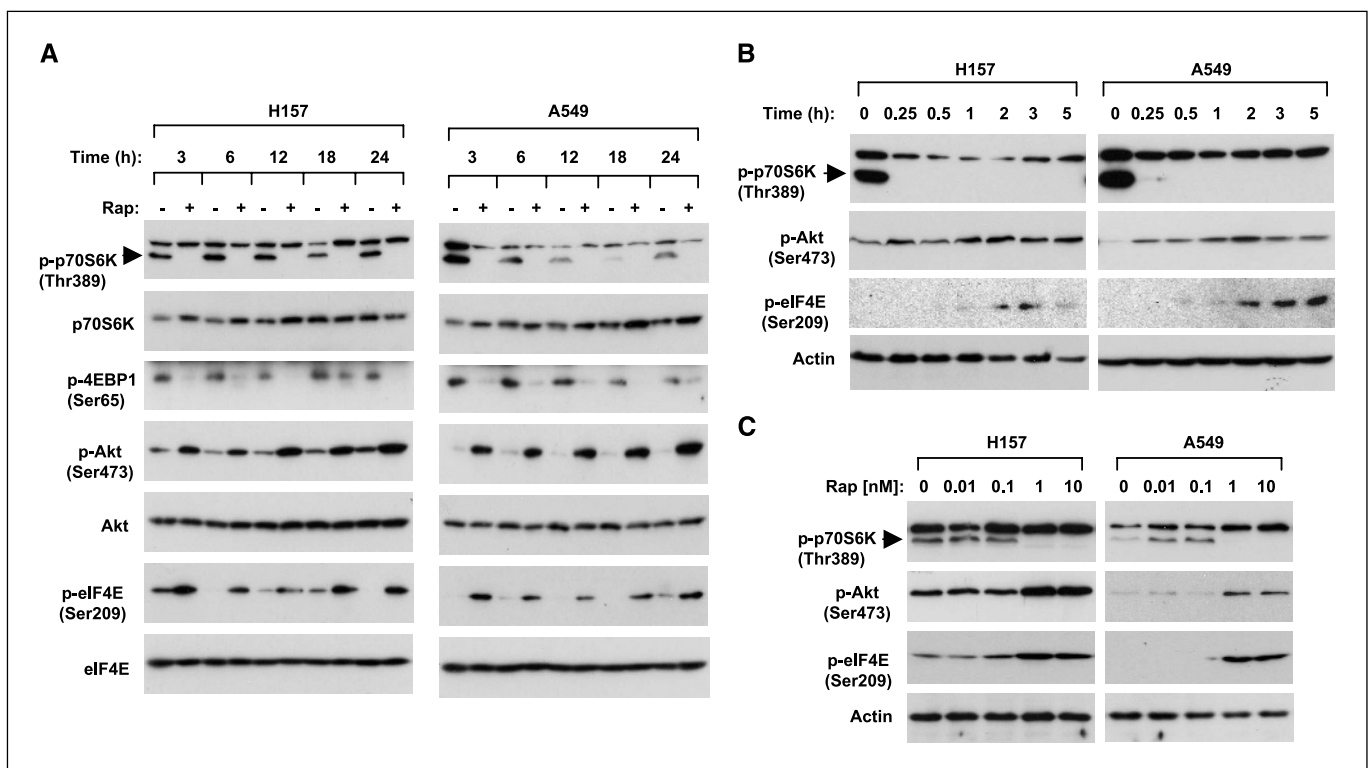 A
H157
A549
Time (h): 3 6 12 18 24 3 6 12 18 24
Rap: - + - + - + - + - + - + - + - + - + - +
p-p70S6K
(Thr389)
p70S6K
p-4EBP1
(Ser65)
p-Akt
(Ser473)
Akt
p-eIF4E
(Ser209)
eIF4E
B
H157
A549
Time (h): 0 0.25 0.5 1 2 3 5 0 0.25 0.5 1 2 3 5
p-p70S6K
(Thr389)
p-Akt
(Ser473)
p-eIF4E
(Ser209)
Actin
C
H157
A549
Rap [nM]: 0 0.01 0.1 1 10 0 0.01 0.1 1 10
p-p70S6K
(Thr389)
p-Akt
(Ser473)
p-eIF4E
(Ser209)
Actin